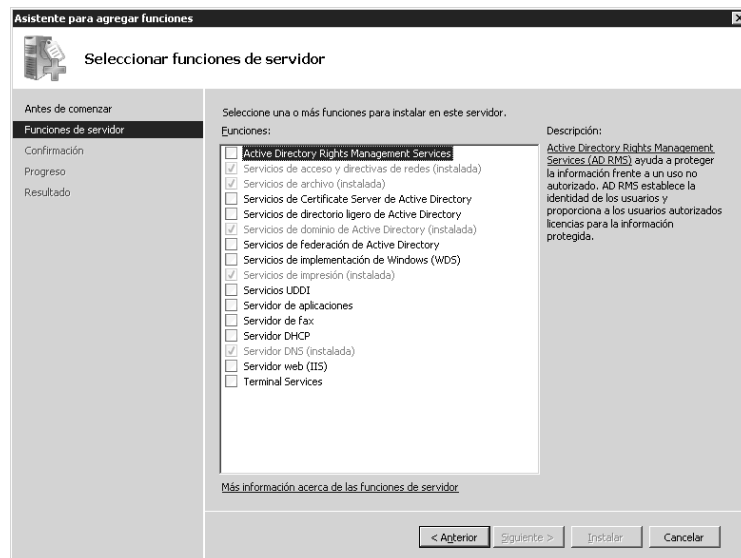 Asistente para agregar funciones
Seleccionar funciones de servidor
Antes de comenzar
Funciones de servidor
Confirmación
Progreso
Resultado
Seleccione una o más funciones para instalar en este servidor.
Funciones:
Active Directory Rights Management Services
Servicios de acceso y directivas de redes (instalada)
Servicios de archivo (instalada)
Servicios de Certificate Server de Active Directory
Servicios de directorio ligero de Active Directory
Servicios de dominio de Active Directory (instalada)
Servicios de federación de Active Directory
Servicios de implementación de Windows (WDS)
Servicios de impresión (instalada)
Servicios UDDI
Servidor de aplicaciones
Servidor de fax
Servidor DHCP
Servidor DNS (instalada)
Servidor web (IIS)
Terminal Services
Descripción:
Active Directory Rights Management
Services (AD RMS) ayuda a proteger
la información frente a un uso no
autorizado. AD RMS establece la
identidad de los usuarios y
proporciona a los usuarios autorizados
licencias para la información
protegida.
Más información acerca de las funciones de servidor
< Anterior
Siguiente >
Instalar
Cancelar